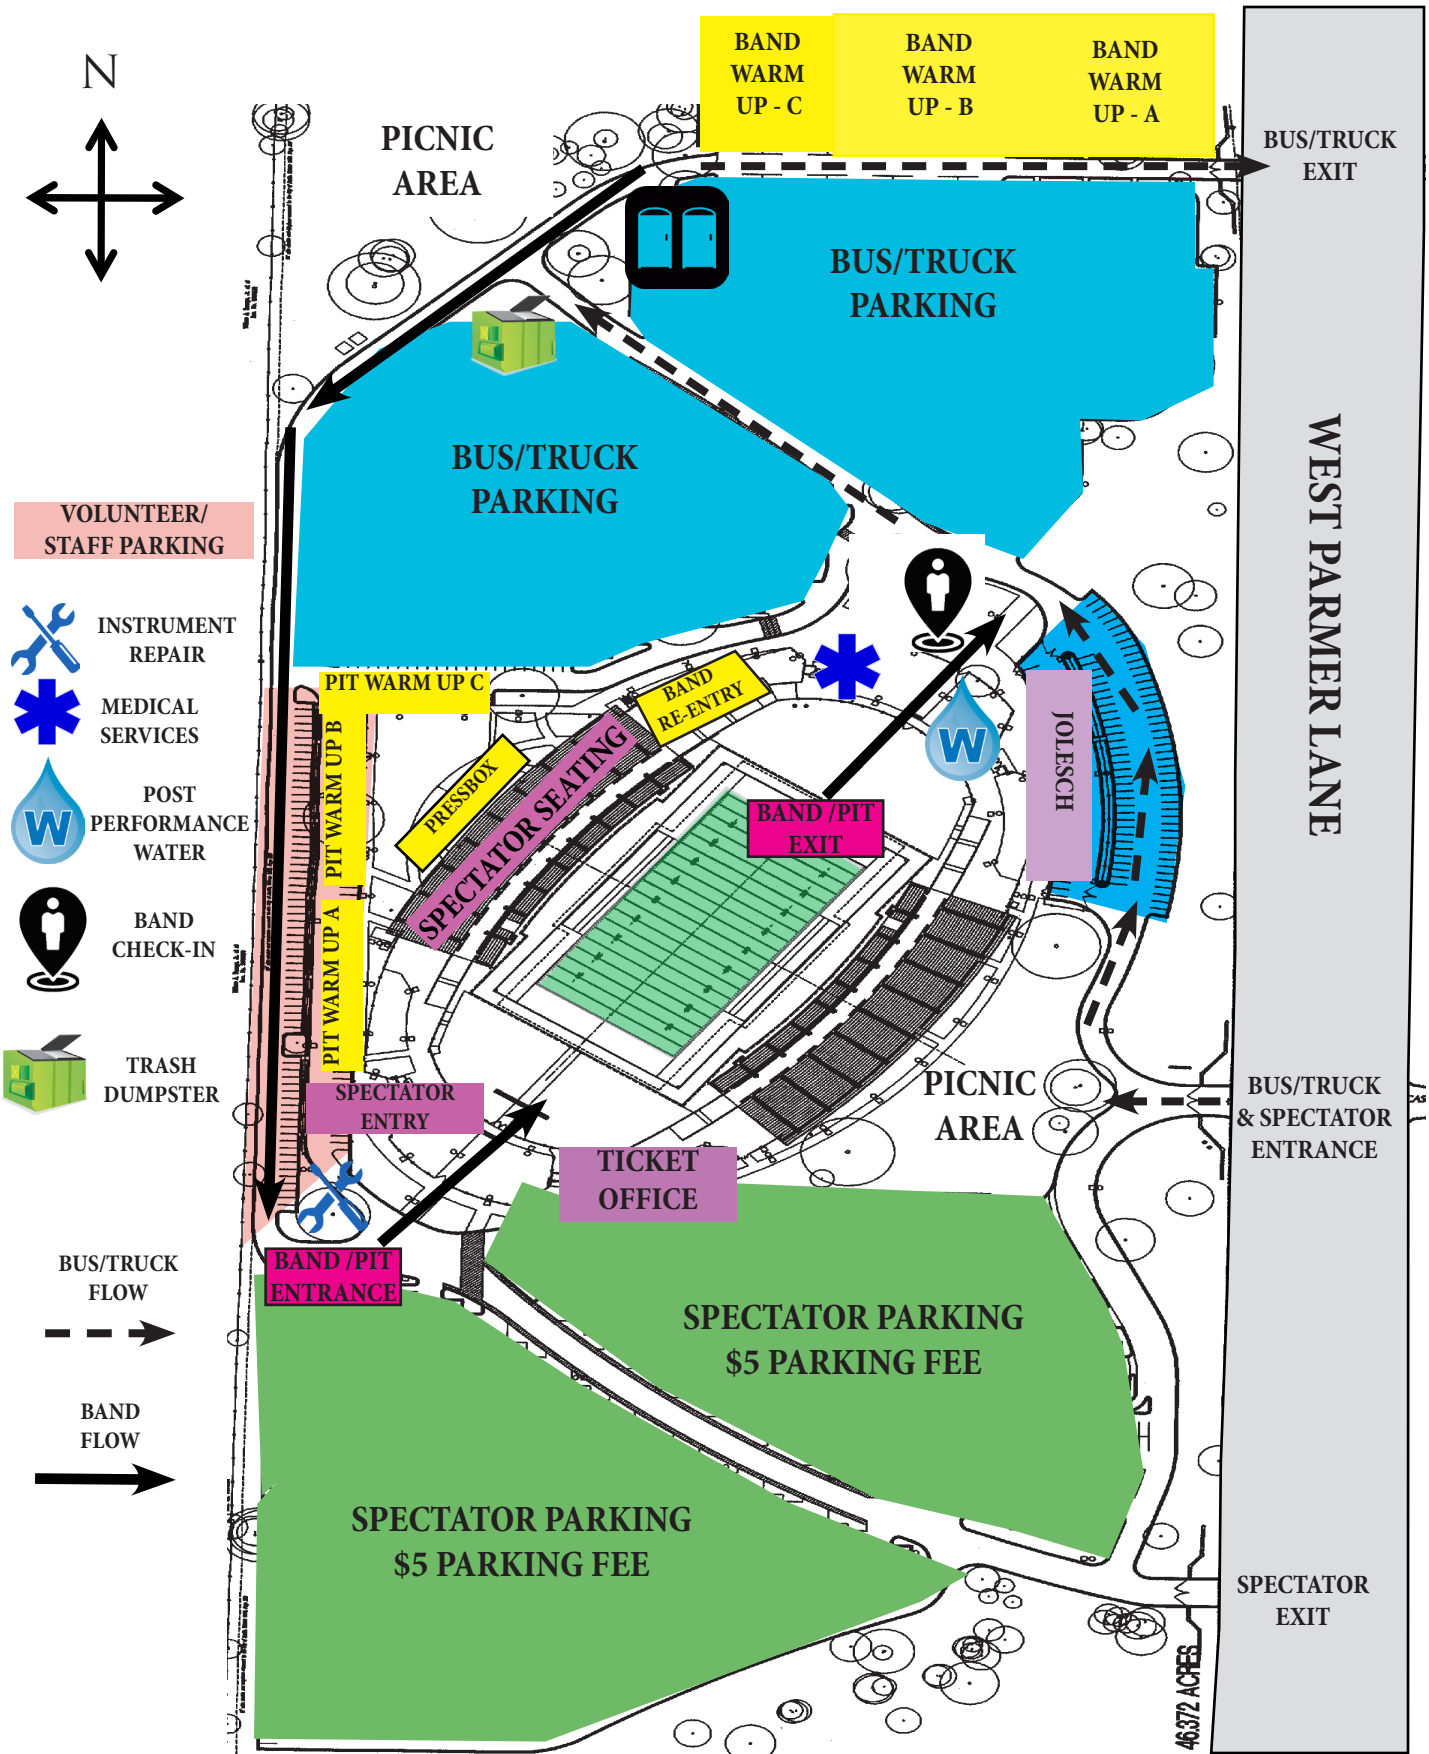 N
BAND
WARM
UP - C
BAND
WARM
UP - B
BAND
WARM
UP - A
BUS/TRUCK
EXIT
PICNIC
AREA
BUS/TRUCK
PARKING
BUS/TRUCK
PARKING
WEST PARMER LANE
VOLUNTEER/
STAFF PARKING
INSTRUMENT
REPAIR
MEDICAL
SERVICES
W
POST
PERFORMANCE
WATER
BAND
CHECK-IN
TRASH
DUMPSTER
PIT WARM UP C
PIT WARM UP B
PIT WARM UP A
BAND
RE-ENTRY
PRESSBOX
SPECTATOR SEATING
W
JOLESCH
BAND /PIT
EXIT
SPECTATOR
ENTRY
PICNIC
AREA
BUS/TRUCK
& SPECTATOR
ENTRANCE
TICKET
OFFICE
BAND /PIT
ENTRANCE
BUS/TRUCK
FLOW
BAND
FLOW
SPECTATOR PARKING
$5 PARKING FEE
SPECTATOR PARKING
$5 PARKING FEE
SPECTATOR
EXIT
46.372 ACRES